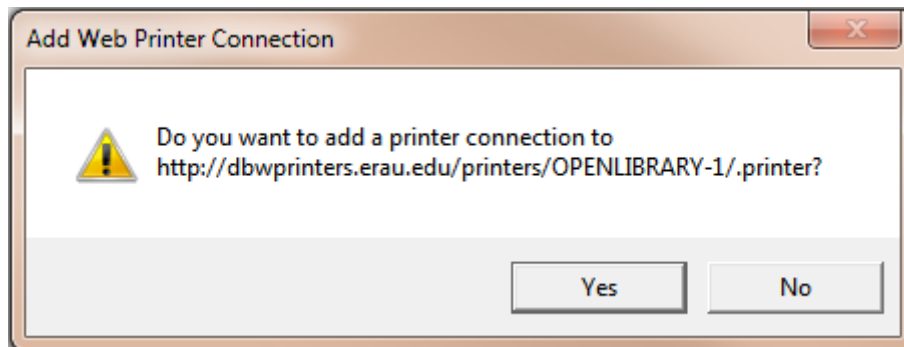 Add Web Printer Connection
Do you want to add a printer connection to
http://dbwprinters.erau.edu/printers/OPENLIBRARY-1/.printer?
Yes
No